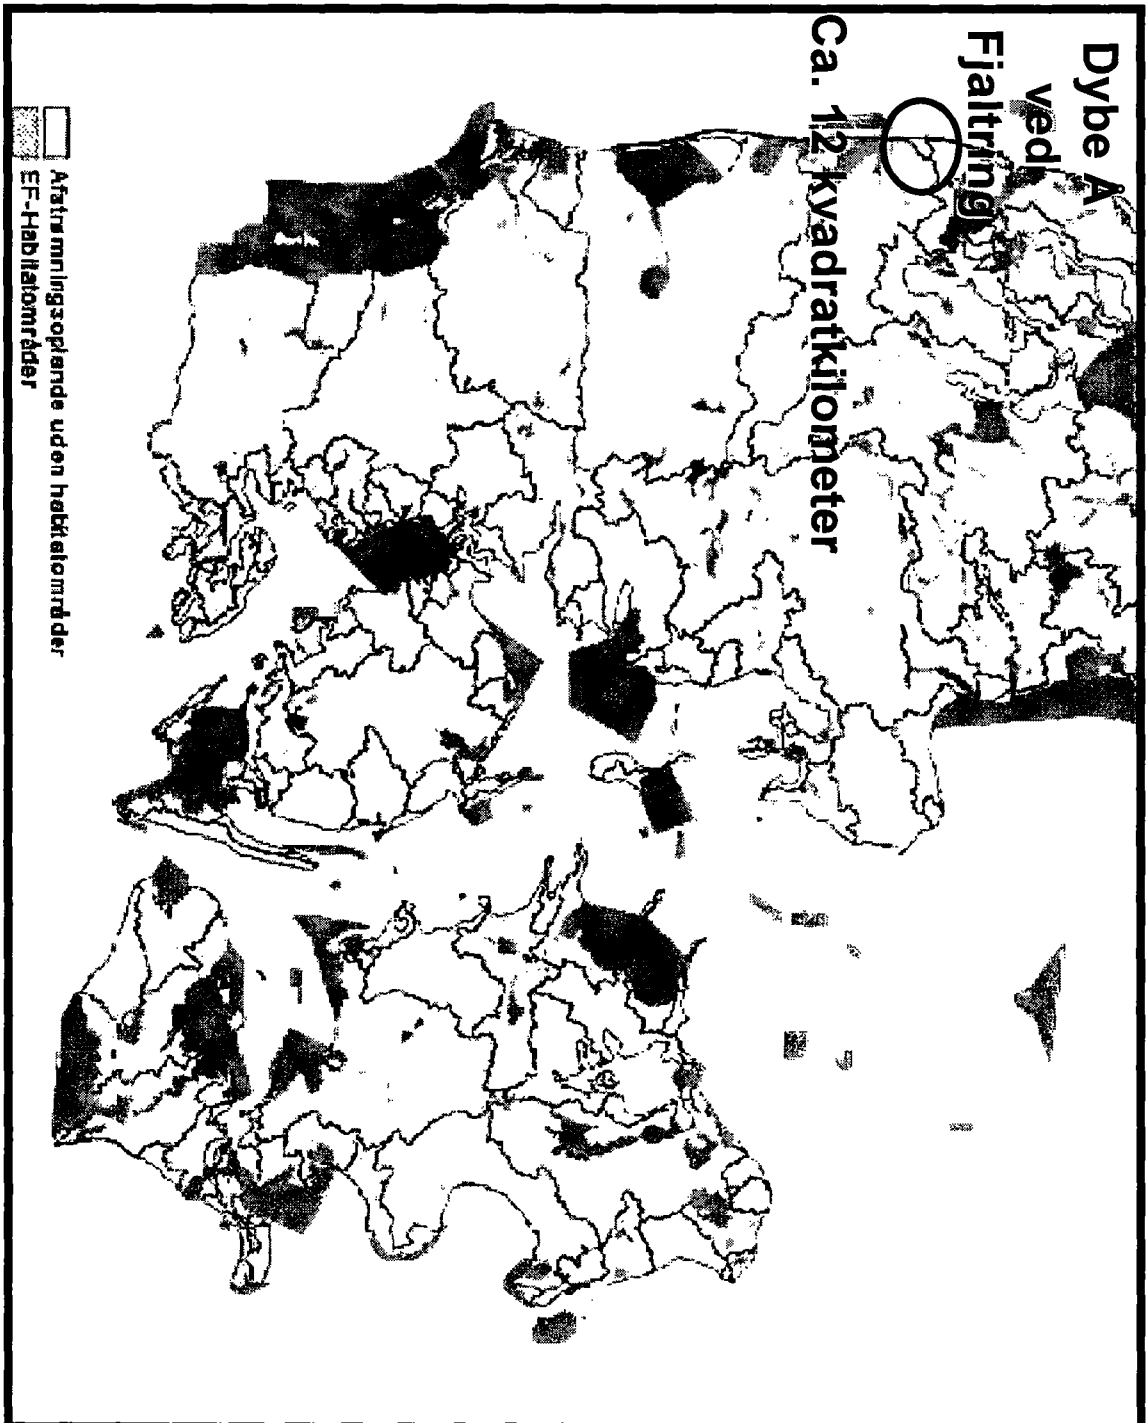 Dybe Å
ved
Fjaltring
Ca. 12 kvadratkilometer
Afstrømningsoplande uden habitatområder
EF-Habitatområder